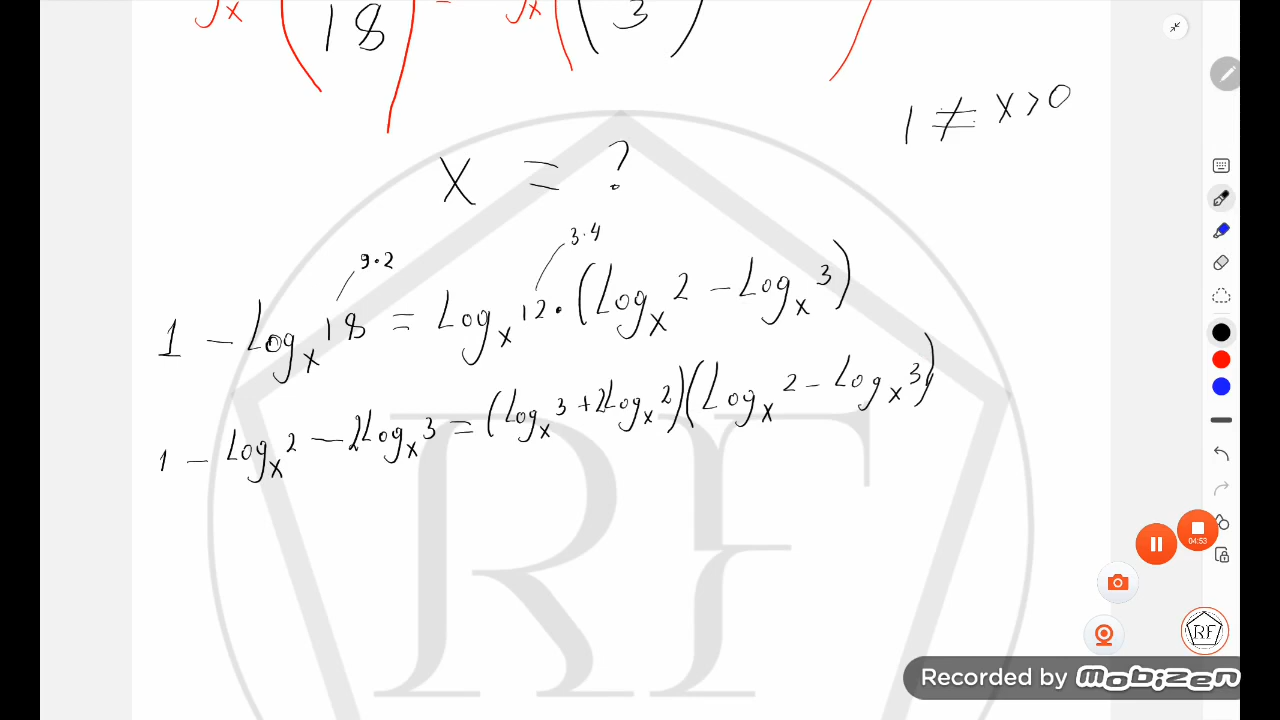 x ( 18 ) = x ( ( 3 ) )
1 ≠ x > 0
x = ?
9·2 3·4
1 - Log_x 18 = Log_x 12 · (Log_x 2 - Log_x 3)
1 - Log_x 2 - 2Log_x 3 = (Log_x 3 + 2Log_x 2)(Log_x 2 - Log_x 3)
RF
04:53
RF
Recorded by mobizen